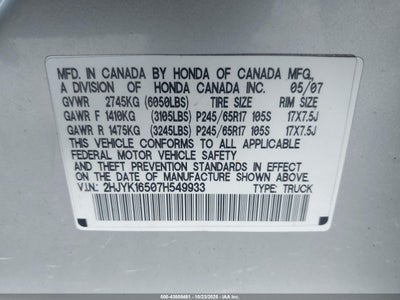 MFD. IN CANADA BY HONDA OF CANADA MFG.,
A DIVISION OF HONDA CANADA INC. 05/07
GVWR 2745KG (6050LBS) TIRE SIZE RIM SIZE
GAWR F 1410KG (3105LBS) P245/65R17 105S 17X7.5J
GAWR R 1475KG (3245LBS) P245/65R17 105S 17X7.5J
THIS VEHICLE CONFORMS TO ALL APPLICABLE
FEDERAL MOTOR VEHICLE SAFETY AND THEFT
PREVENTION STANDARDS IN EFFECT ON THE
DATE OF MANUFACTURE SHOWN ABOVE.
V.I.N.: 2HJYK16507H549933 TYPE: TRUCK